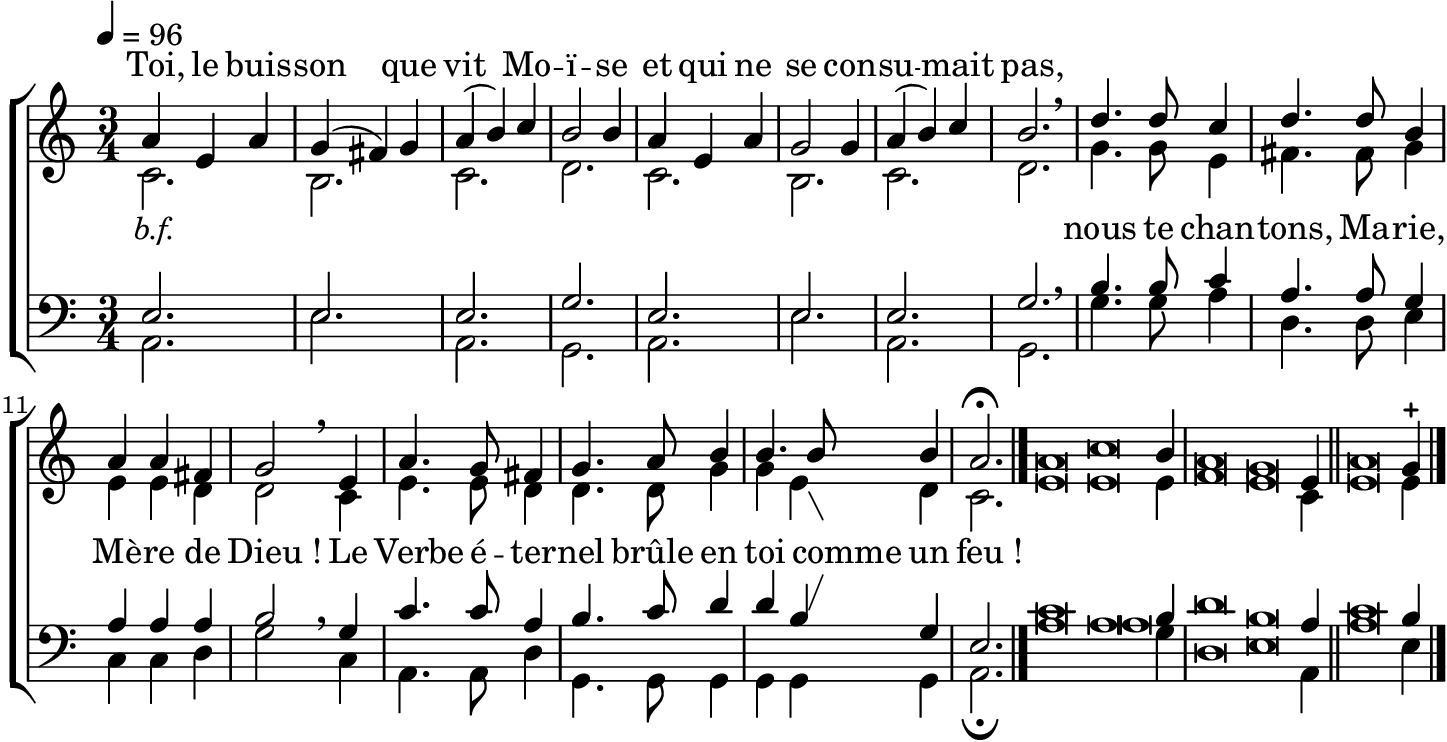 ♩ = 96
Toi, le buisson que vit Mo – ï – se et qui ne se consu – mait pas,
b.f.
nous te chantons, Marie,
11
Mère de Dieu ! Le Verbe é – ternel brûle en toi comme un feu !